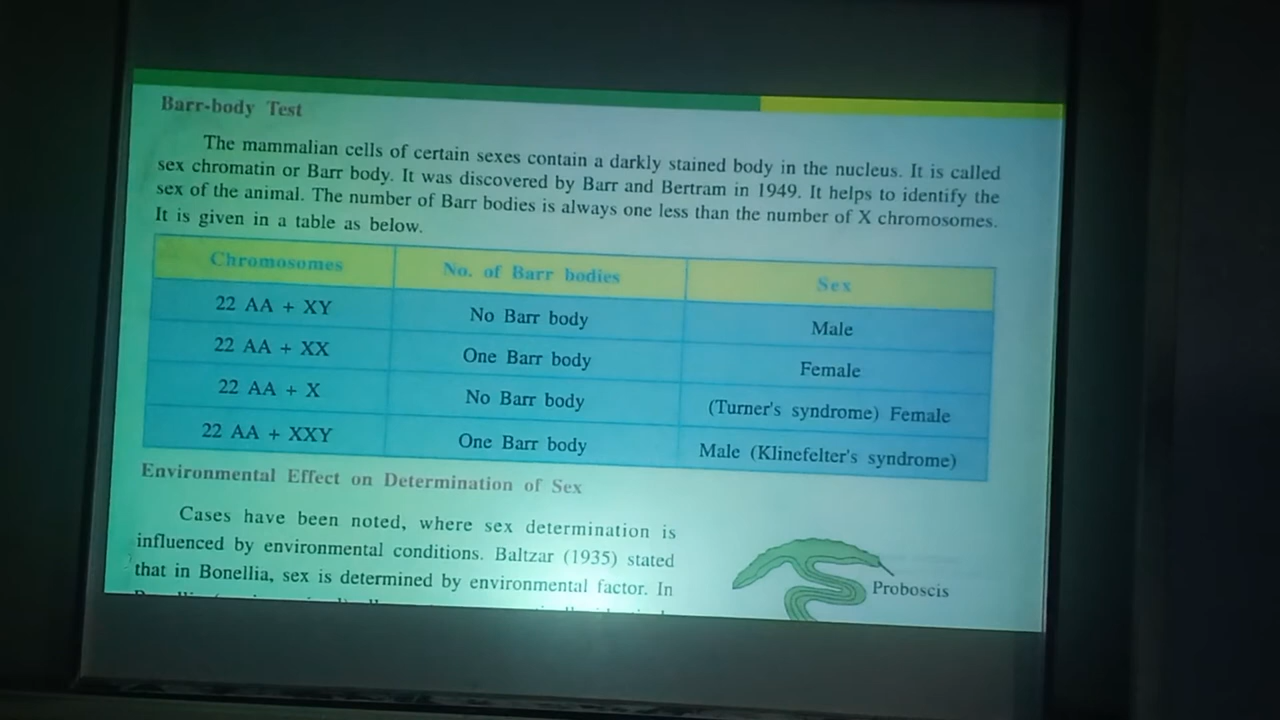 Barr-body Test
The mammalian cells of certain sexes contain a darkly stained body in the nucleus. It is called
sex chromatin or Barr body. It was discovered by Barr and Bertram in 1949. It helps to identify the
sex of the animal. The number of Barr bodies is always one less than the number of X chromosomes.
It is given in a table as below.
Chromosomes No. of Barr bodies Sex
22 AA + XY No Barr body Male
22 AA + XX One Barr body Female
22 AA + X No Barr body (Turner's syndrome) Female
22 AA + XXY One Barr body Male (Klinefelter's syndrome)
Environmental Effect on Determination of Sex
Cases have been noted, where sex determination is
influenced by environmental conditions. Baltzar (1935) stated
that in Bonellia, sex is determined by environmental factor. In
Proboscis